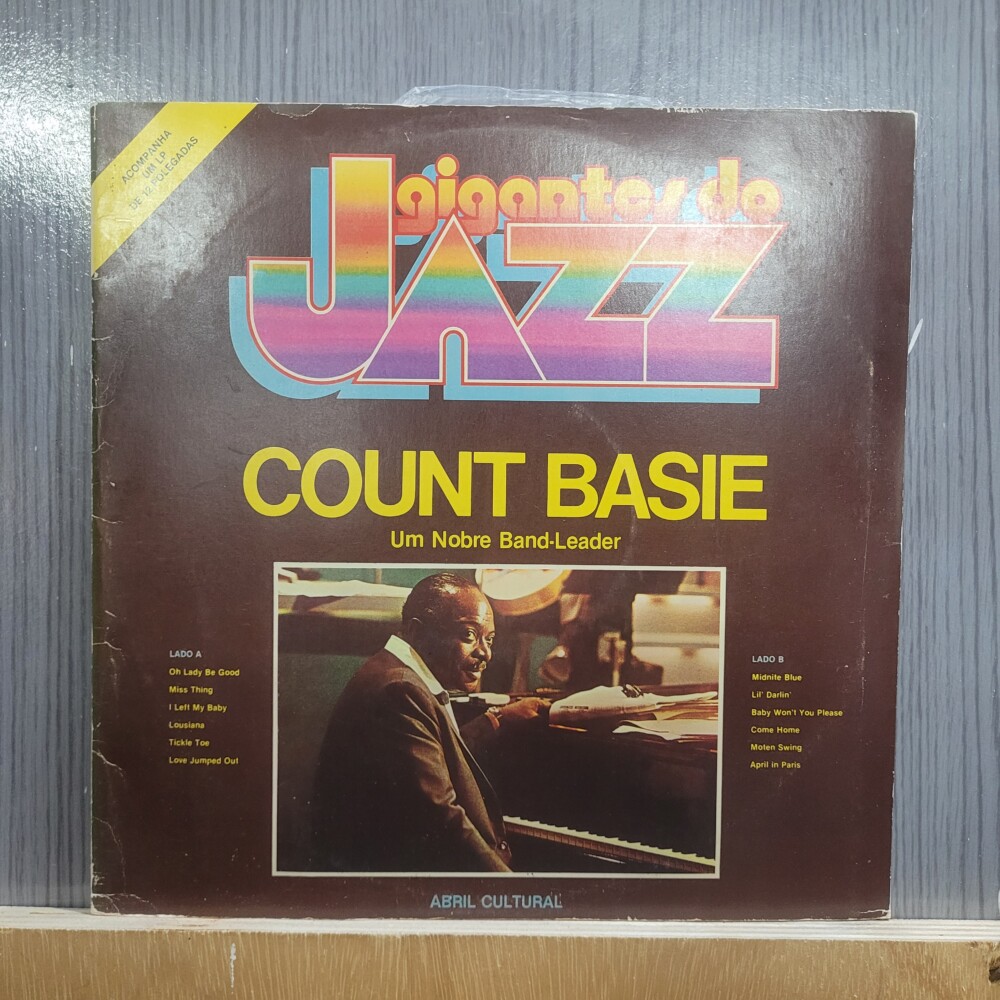 ACOMPANHA
UM LP
DE 12 POLEGADAS
gigantes do
JAZZ
COUNT BASIE
Um Nobre Band-Leader
LADO A
Oh Lady Be Good
Miss Thing
I Left My Baby
Lousiana
Tickle Toe
Love Jumped Out
LADO B
Midnite Blue
Lil' Darlin'
Baby Won't You Please
Come Home
Moten Swing
April in Paris
ABRIL CULTURAL